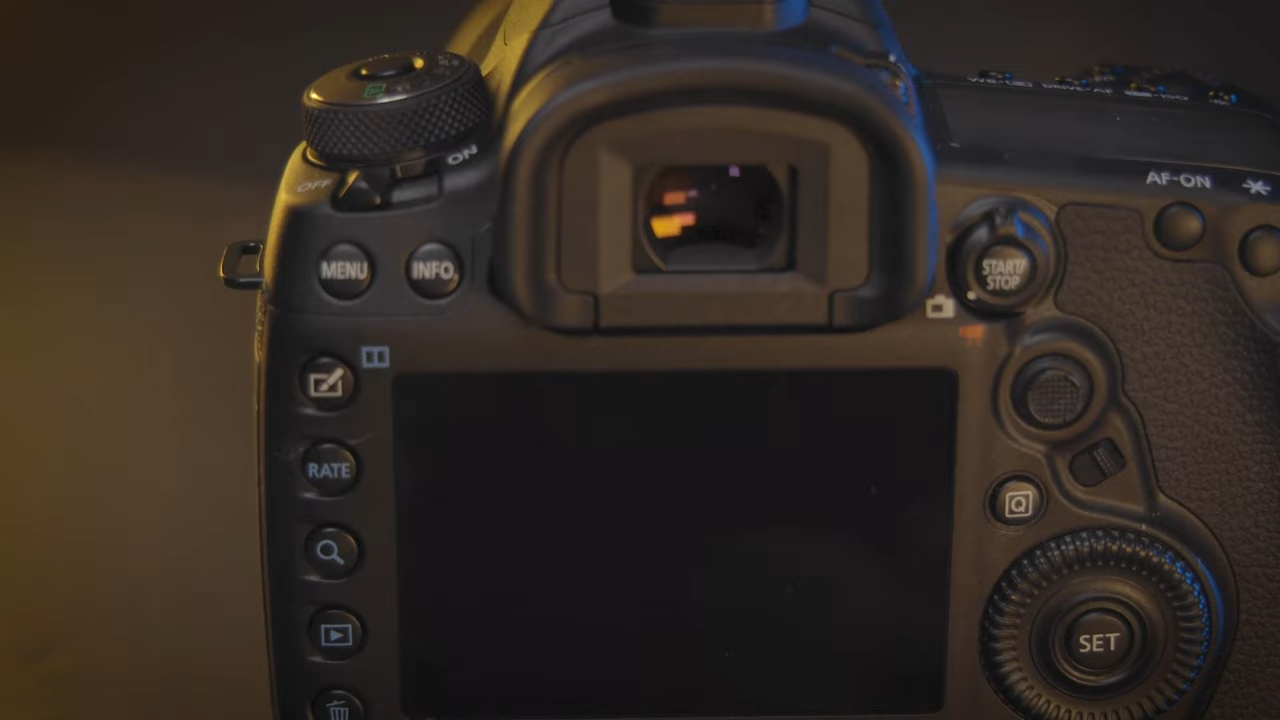 ON
OFF
AF-ON
MENU
INFO.
START/
STOP
RATE
Q
SET